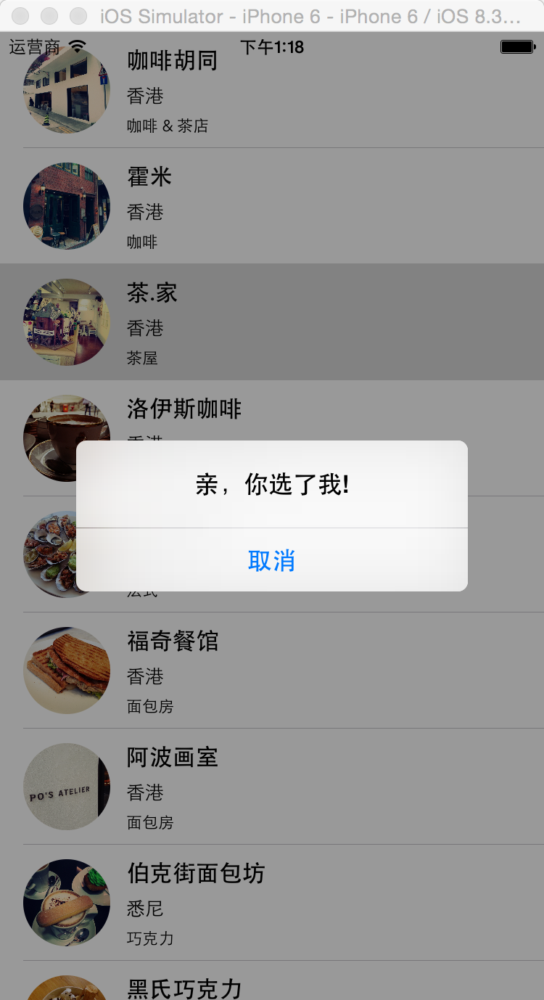 iOS Simulator - iPhone 6 - iPhone 6 / iOS 8.3...
运营商 下午1:18
咖啡胡同
香港
咖啡 & 茶店
霍米
香港
咖啡
茶.家
香港
茶屋
洛伊斯咖啡
香港
亲，你选了我!
取消
法式
福奇餐馆
香港
面包房
PO'S ATELIER
阿波画室
香港
面包房
伯克街面包坊
悉尼
巧克力
黑氏巧克力